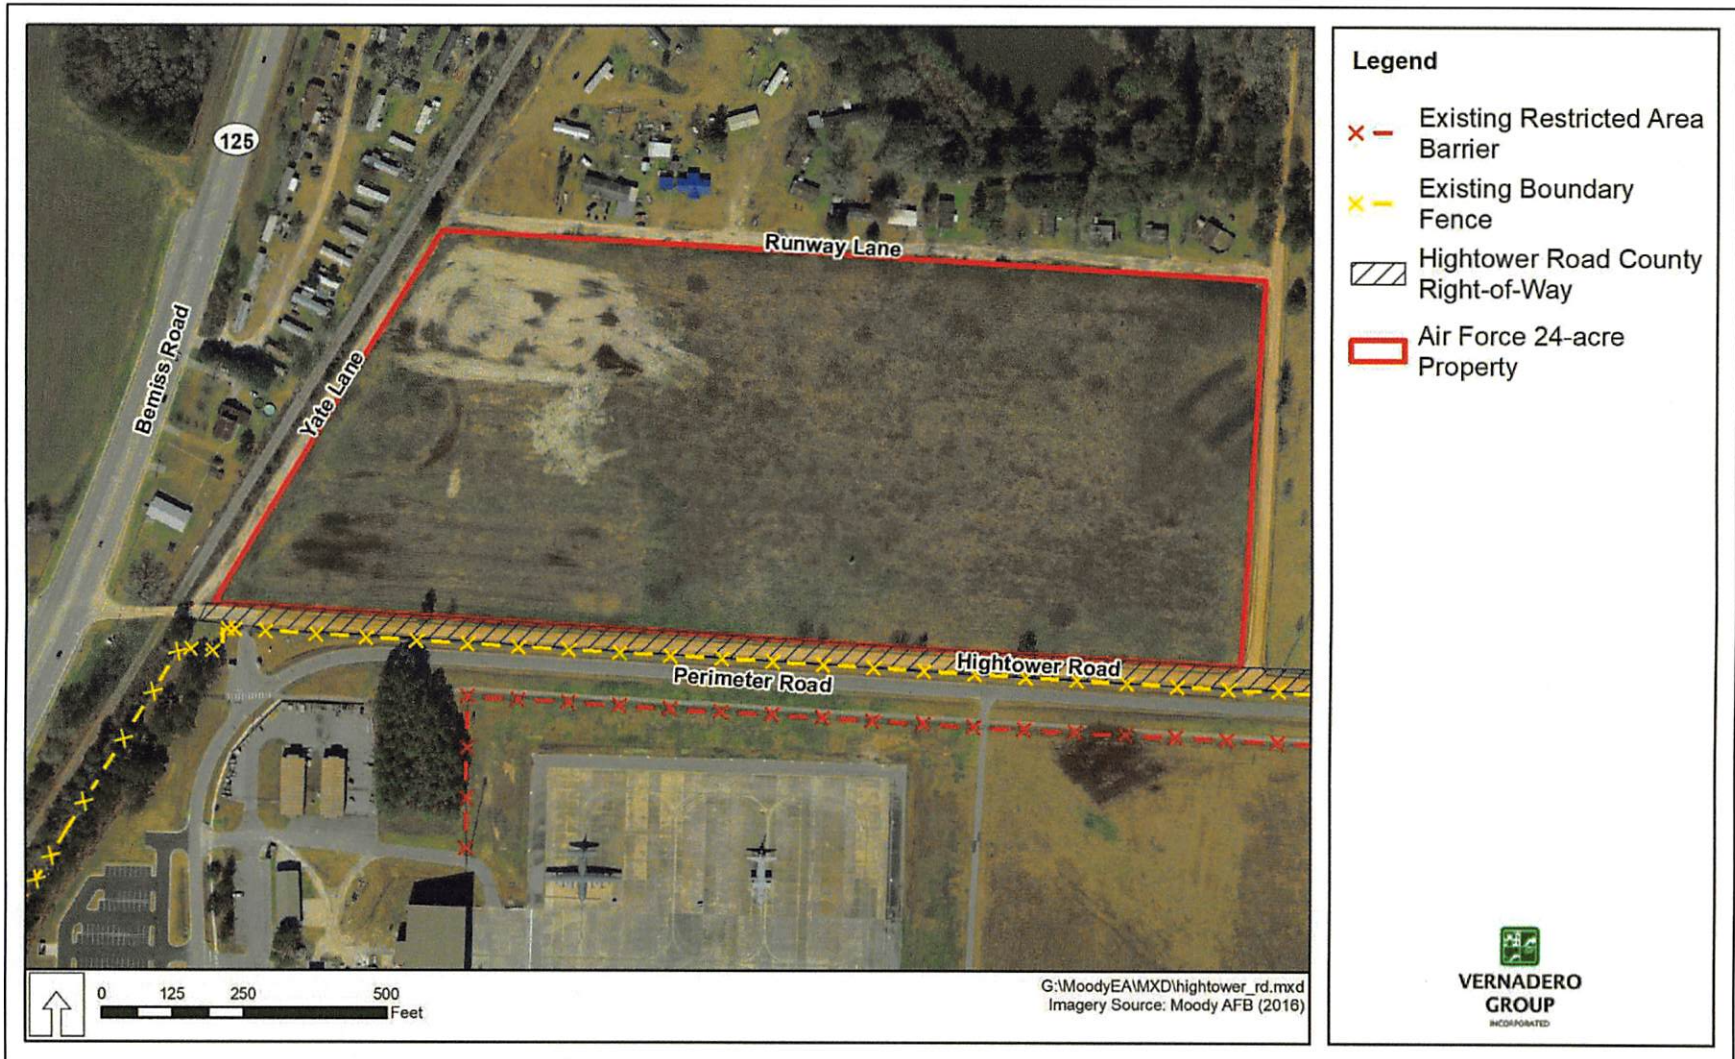 125
Runway Lane
Bemiss Road
Yate Lane
Hightower Road
Perimeter Road
0 125 250 500
Feet
G:\MoodyEA\MXD\hightower_rd.mxd
Imagery Source: Moody AFB (2016)
Legend
Existing Restricted Area
Barrier
Existing Boundary
Fence
Hightower Road County
Right-of-Way
Air Force 24-acre
Property
VERNADERO
GROUP
INCORPORATED